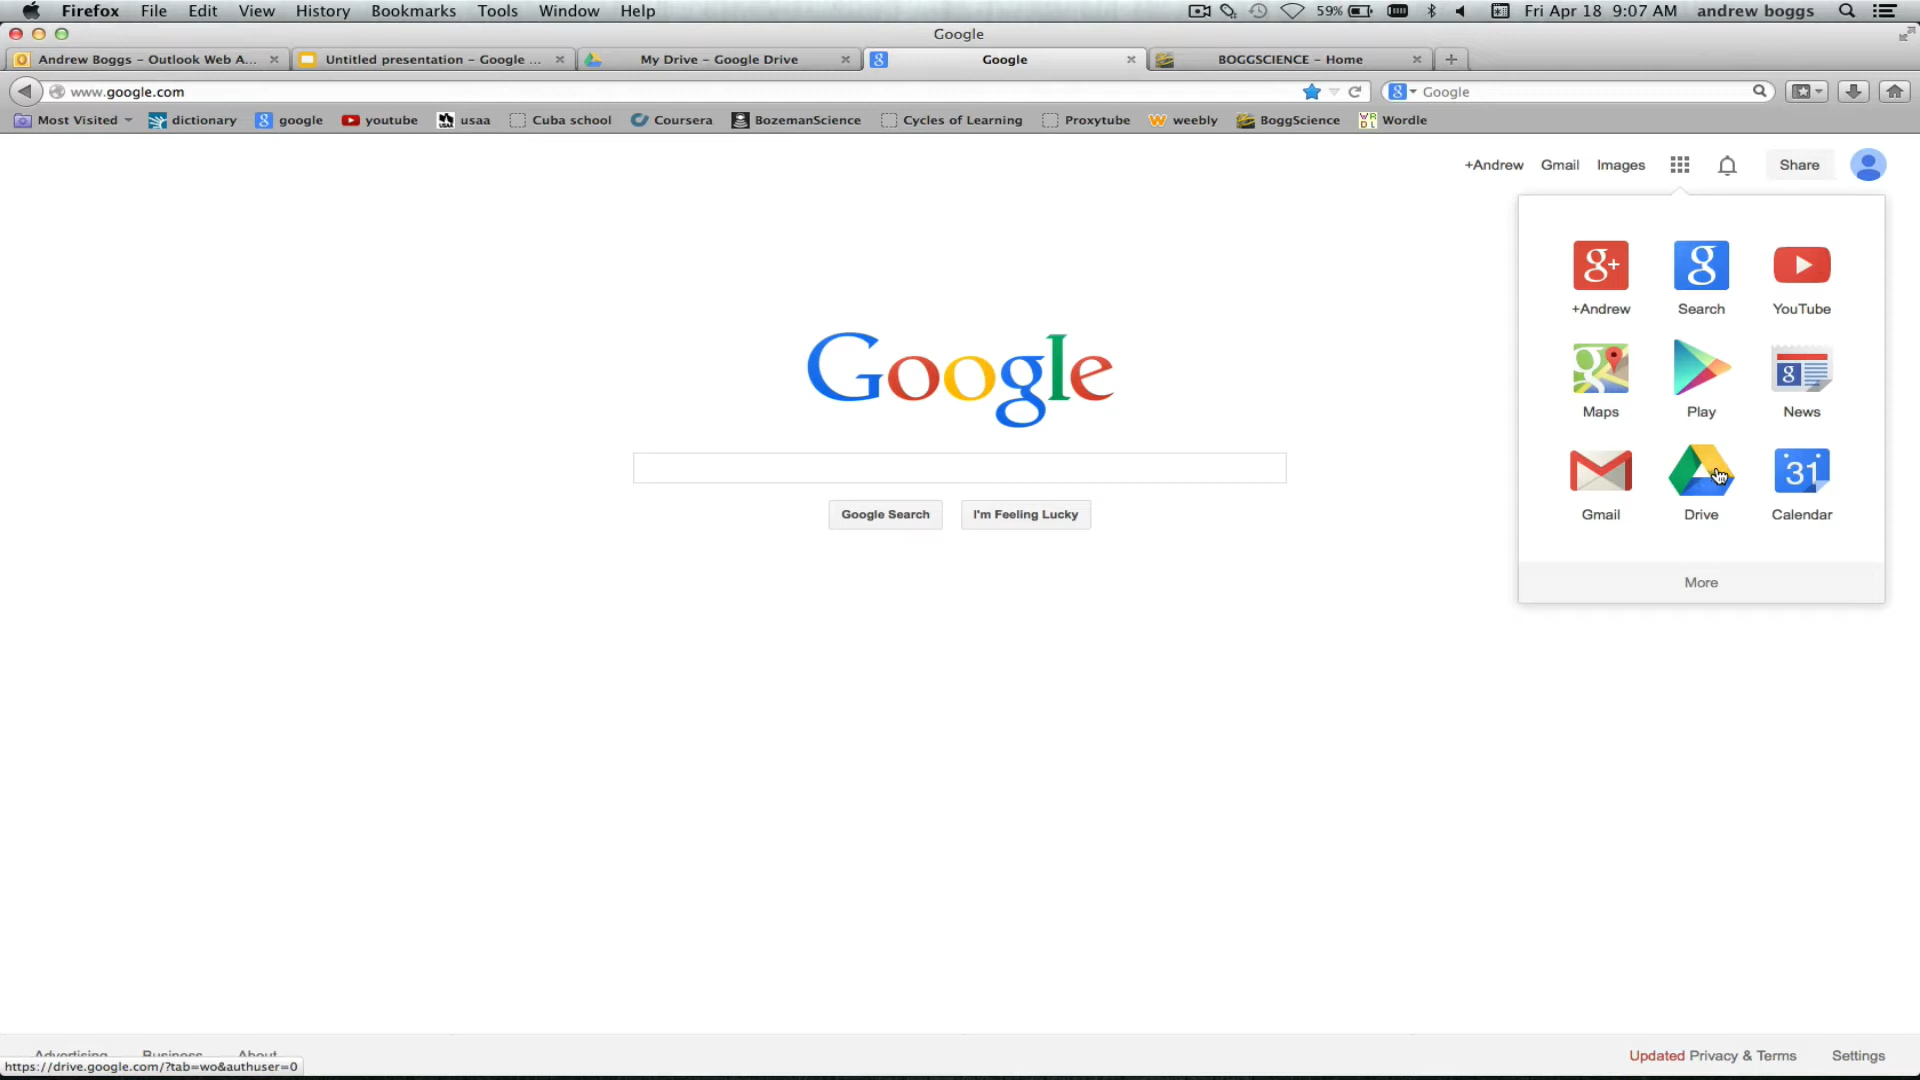 Firefox File Edit View History Bookmarks Tools Window Help 59% Fri Apr 18 9:07 AM andrew boggs
Google
Andrew Boggs – Outlook Web A... Untitled presentation – Google ... My Drive – Google Drive Google BOGGSCIENCE – Home
www.google.com Google
Most Visited dictionary google youtube usaa Cuba school Coursera BozemanScience Cycles of Learning Proxytube weebly BoggScience Wordle
+Andrew Gmail Images Share
+Andrew Search YouTube
Google
Maps Play News
31
Gmail Drive Calendar
Google Search I'm Feeling Lucky
More
Advertising Business About Updated Privacy & Terms Settings
https://drive.google.com/?tab=wo&authuser=0